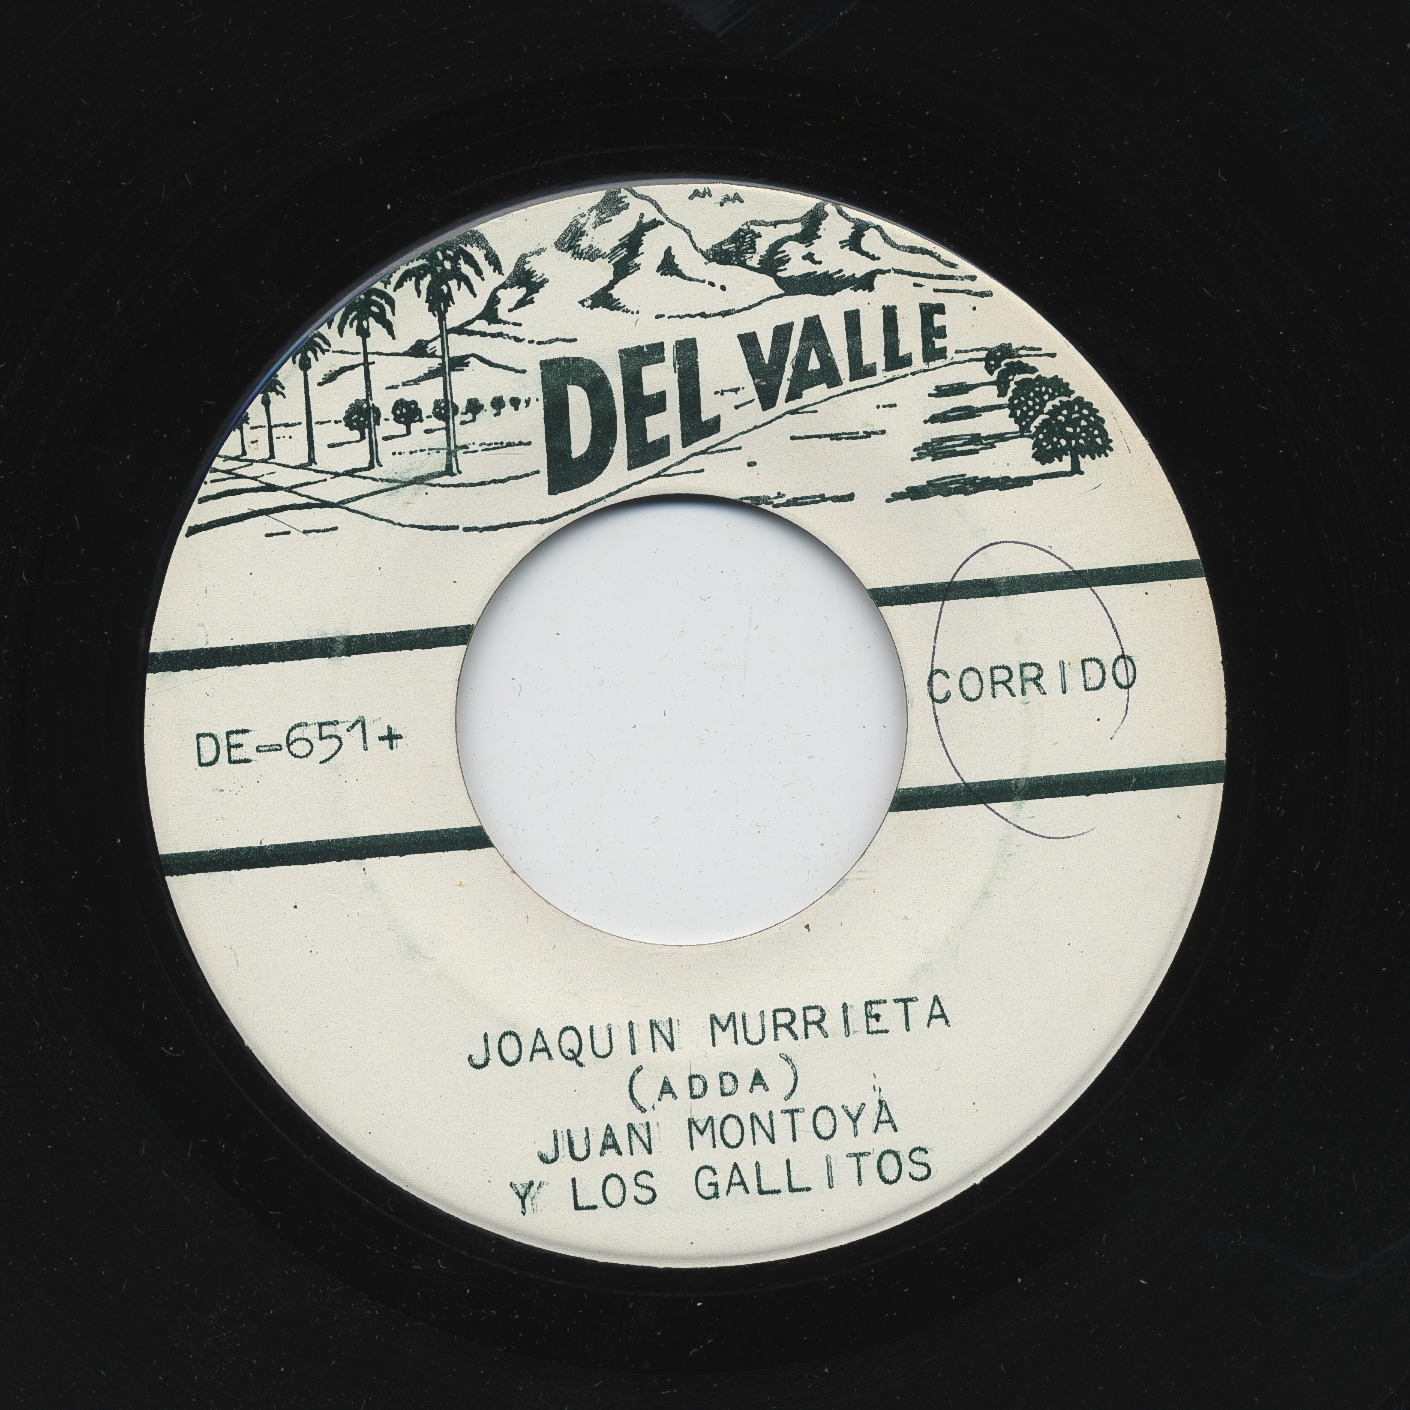 DEL VALLE
CORRIDO
DE-651+
JOAQUIN MURRIETA
(ADDA)
JUAN MONTOYA
Y LOS GALLITOS